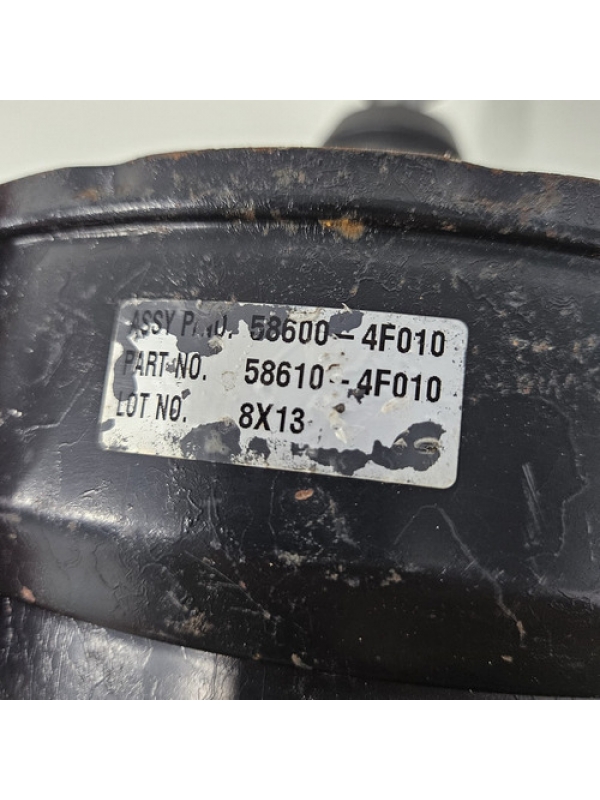 ASSY P/NO. 58600-4F010
PART NO. 58610-4F010
LOT NO. 8X13